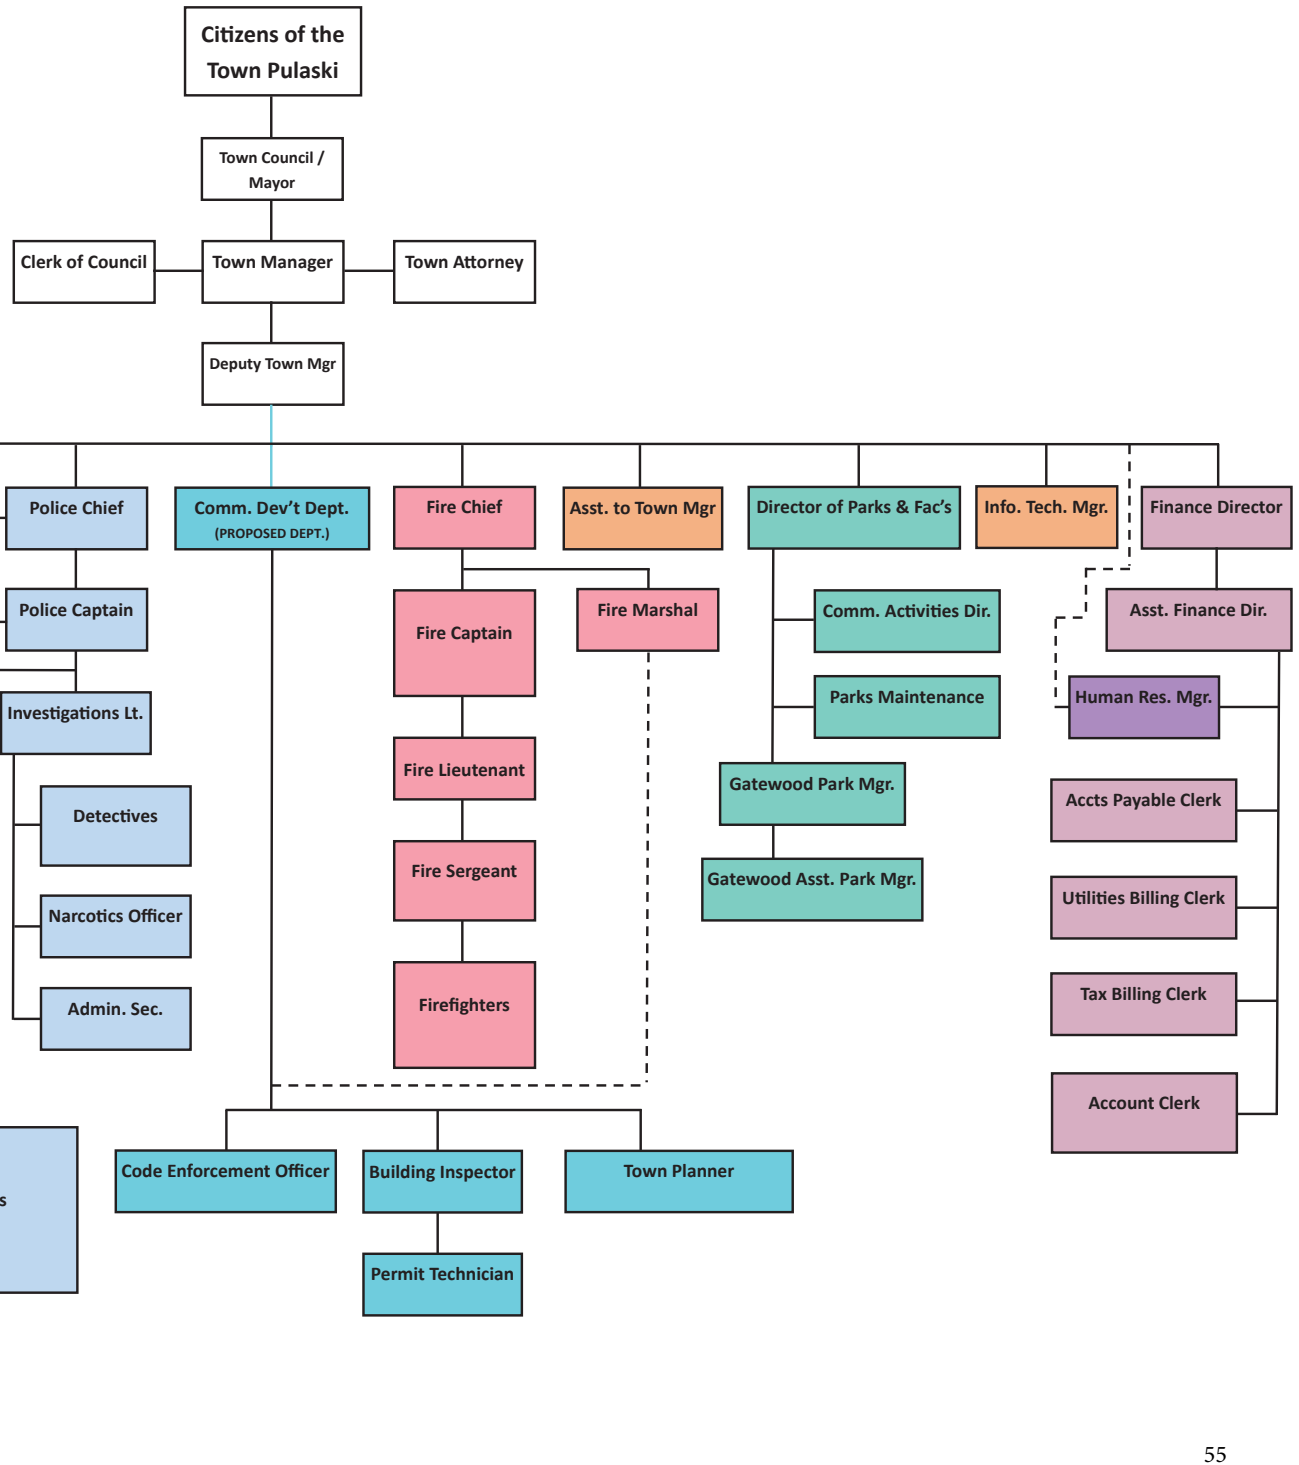 Citizens of the
Town Pulaski
Town Council /
Mayor
Clerk of Council
Town Manager
Town Attorney
Deputy Town Mgr
Police Chief
Comm. Dev't Dept.
(PROPOSED DEPT.)
Fire Chief
Asst. to Town Mgr
Director of Parks & Fac's
Info. Tech. Mgr.
Finance Director
Police Captain
Fire Captain
Fire Marshal
Comm. Activities Dir.
Asst. Finance Dir.
Investigations Lt.
Parks Maintenance
Human Res. Mgr.
Fire Lieutenant
Gatewood Park Mgr.
Detectives
Accts Payable Clerk
Fire Sergeant
Gatewood Asst. Park Mgr.
Narcotics Officer
Utilities Billing Clerk
Admin. Sec.
Firefighters
Tax Billing Clerk
Account Clerk
Code Enforcement Officer
Building Inspector
Town Planner
s
Permit Technician
55